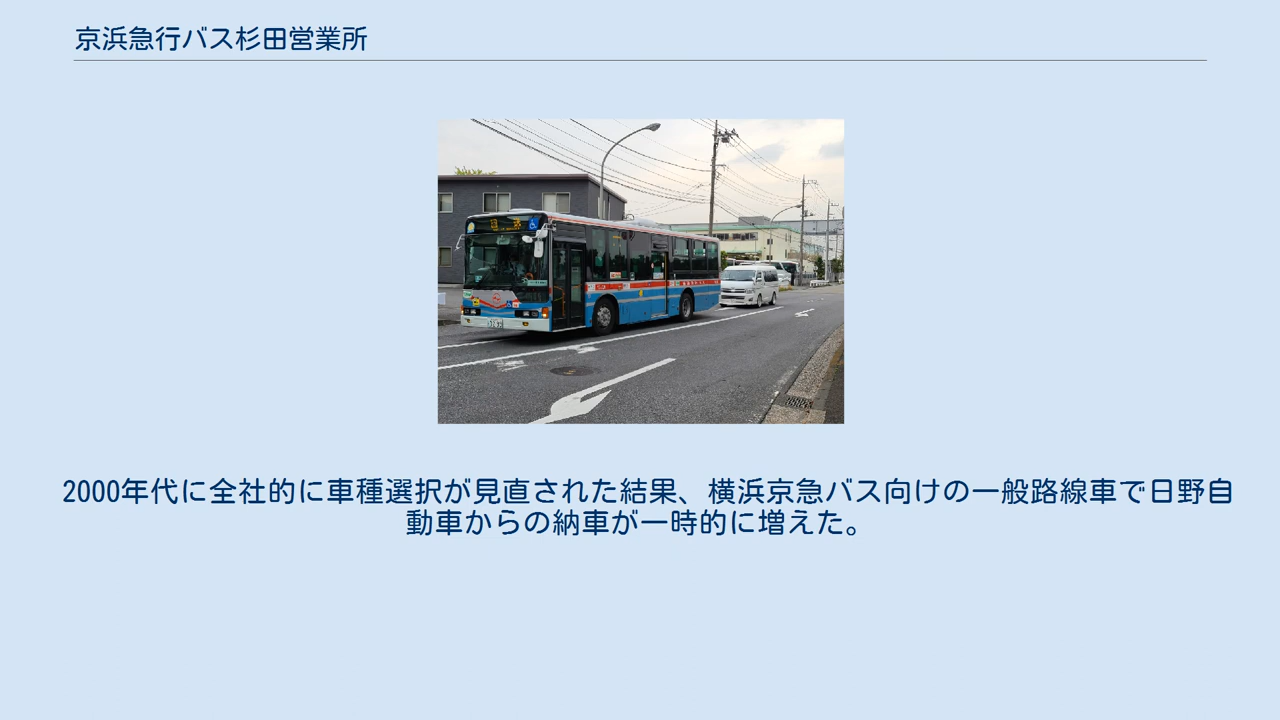 京浜急行バス杉田営業所
2000年代に全社的に車種選択が見直された結果、横浜京急バス向けの一般路線車で日野自
動車からの納車が一時的に増えた。